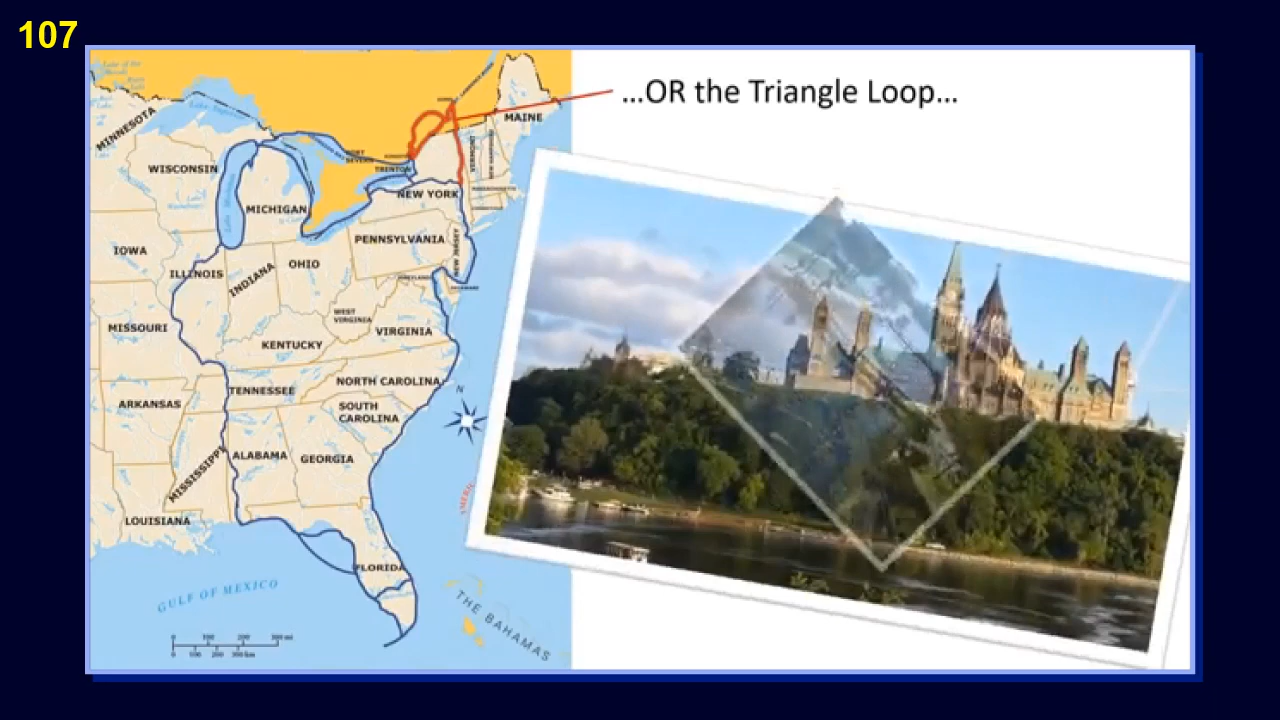 107
...OR the Triangle Loop...
MAINE
MINNESOTA
WISCONSIN
TRENTON
VERMONT
MICHIGAN
NEW YORK
IOWA
PENNSYLVANIA
NEW JERSEY
ILLINOIS
INDIANA
OHIO
WEST
VIRGINIA
MISSOURI
VIRGINIA
KENTUCKY
TENNESSEE
NORTH CAROLINA
N
ARKANSAS
SOUTH
CAROLINA
ALABAMA
GEORGIA
MISSISSIPPI
LOUISIANA
FLORIDA
GULF OF MEXICO
THE BAHAMAS